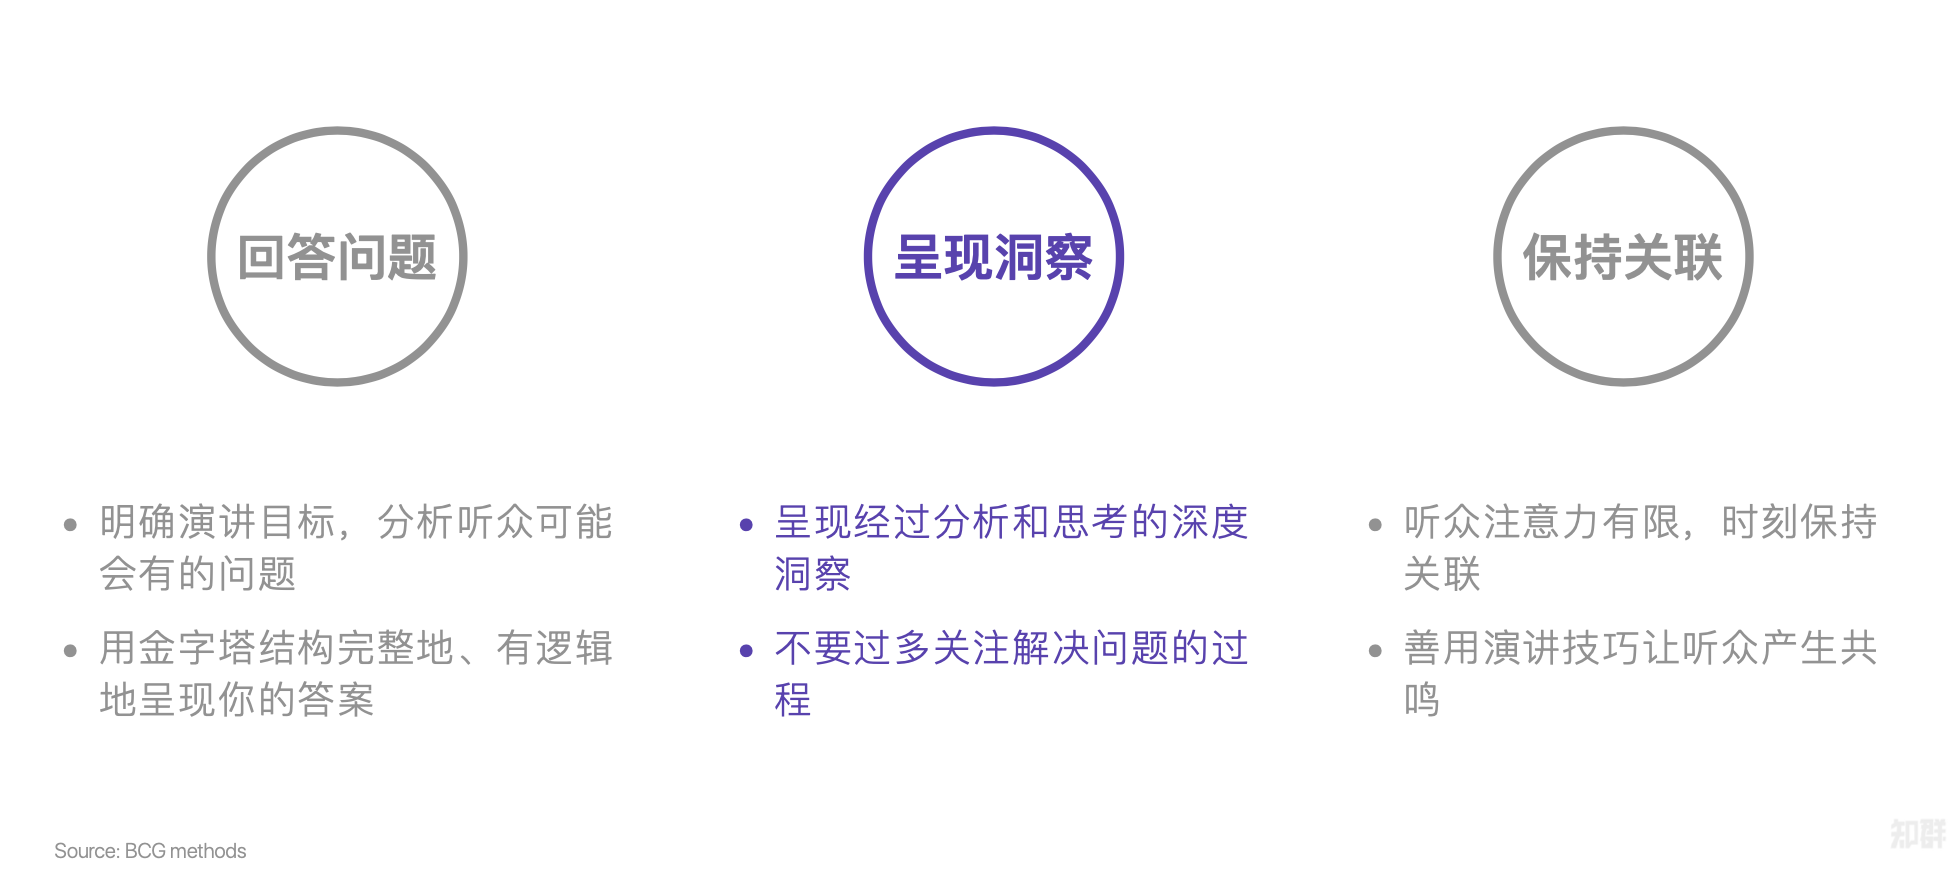 回答问题
呈现洞察
保持关联
• 明确演讲目标，分析听众可能
会有的问题
• 用金字塔结构完整地、有逻辑
地呈现你的答案
• 呈现经过分析和思考的深度
洞察
• 不要过多关注解决问题的过
程
• 听众注意力有限，时刻保持
关联
• 善用演讲技巧让听众产生共
鸣
Source: BCG methods
知群